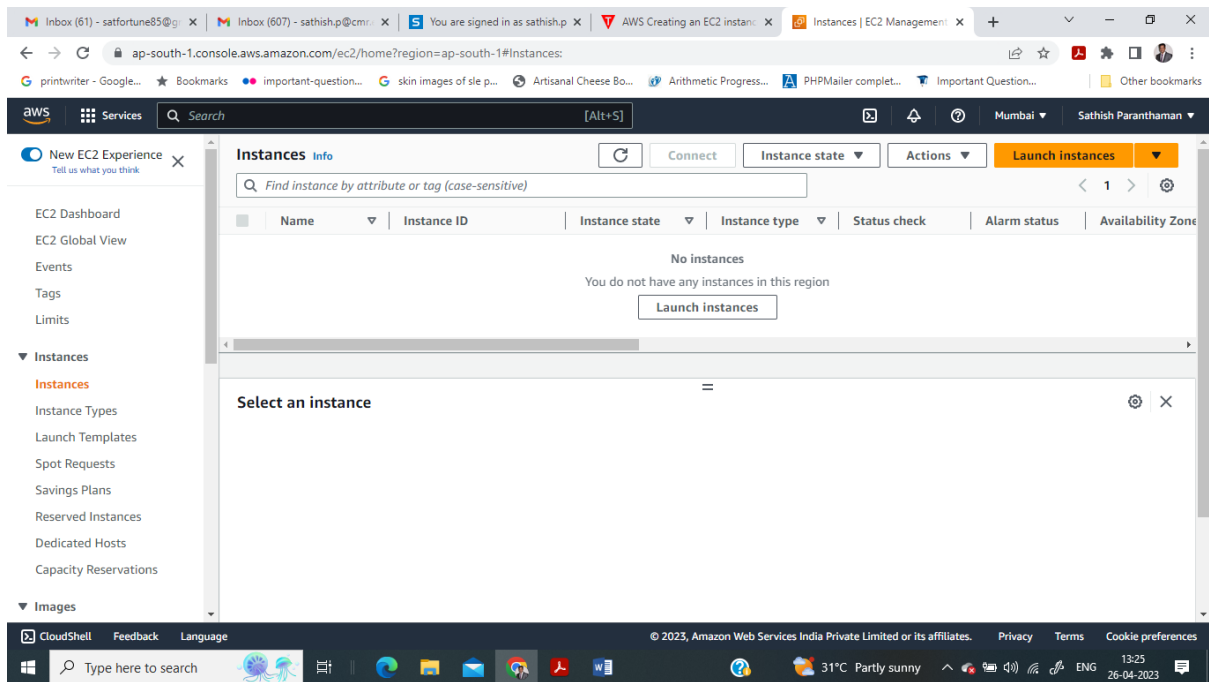 Inbox (61) - satfortune85@g
Inbox (607) - sathish.p@cmr.
You are signed in as sathish.p
AWS Creating an EC2 instanc
Instances | EC2 Management
ap-south-1.console.aws.amazon.com/ec2/home?region=ap-south-1#Instances:
printwriter - Google... Bookmarks important-question... skin images of sle p... Artisanal Cheese Bo... Arithmetic Progress... PHPMailer complet... Important Question... Other bookmarks
aws Services Search [Alt+S] Mumbai Sathish Paranthaman
New EC2 Experience
Tell us what you think
EC2 Dashboard
EC2 Global View
Events
Tags
Limits
Instances
Instances
Instance Types
Launch Templates
Spot Requests
Savings Plans
Reserved Instances
Dedicated Hosts
Capacity Reservations
Images
Instances Info Connect Instance state Actions Launch instances
Find instance by attribute or tag (case-sensitive) 1
Name Instance ID Instance state Instance type Status check Alarm status Availability Zone
No instances
You do not have any instances in this region
Launch instances
Select an instance
CloudShell Feedback Language © 2023, Amazon Web Services India Private Limited or its affiliates. Privacy Terms Cookie preferences
Type here to search 31°C Partly sunny ENG 13:25
26-04-2023